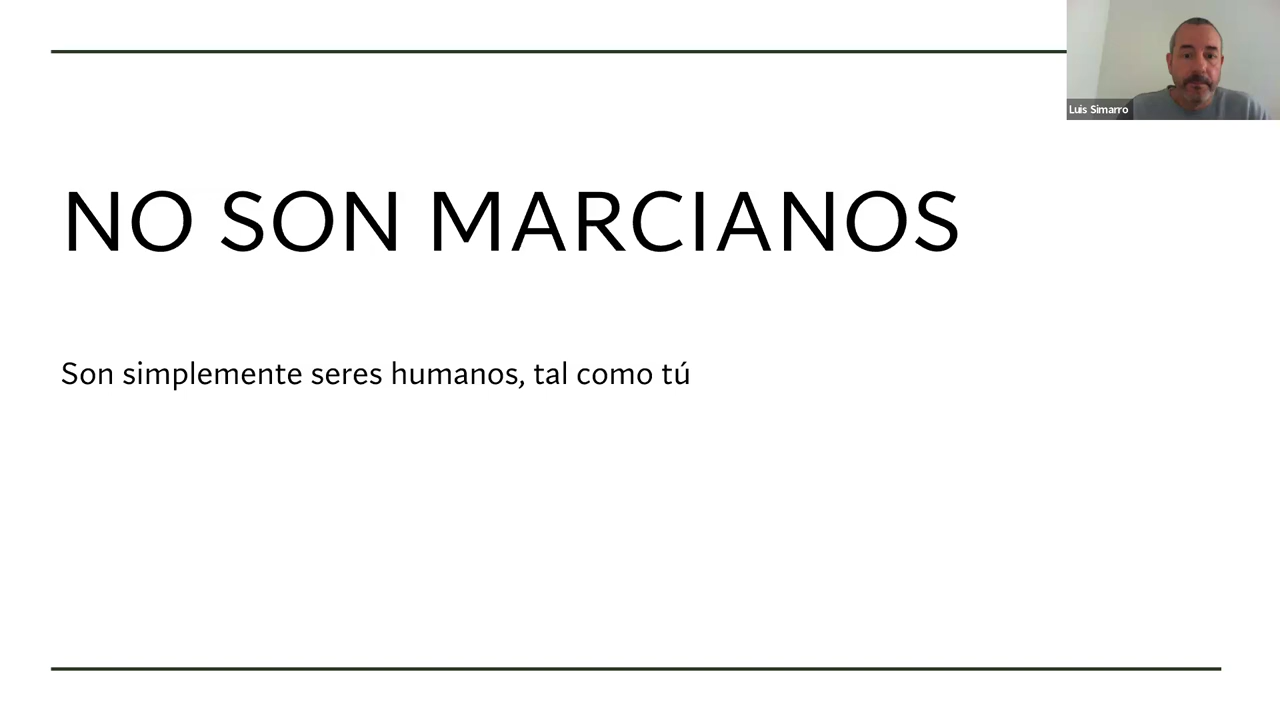 Luis Simarro
NO SON MARCIANOS
Son simplemente seres humanos, tal como tú